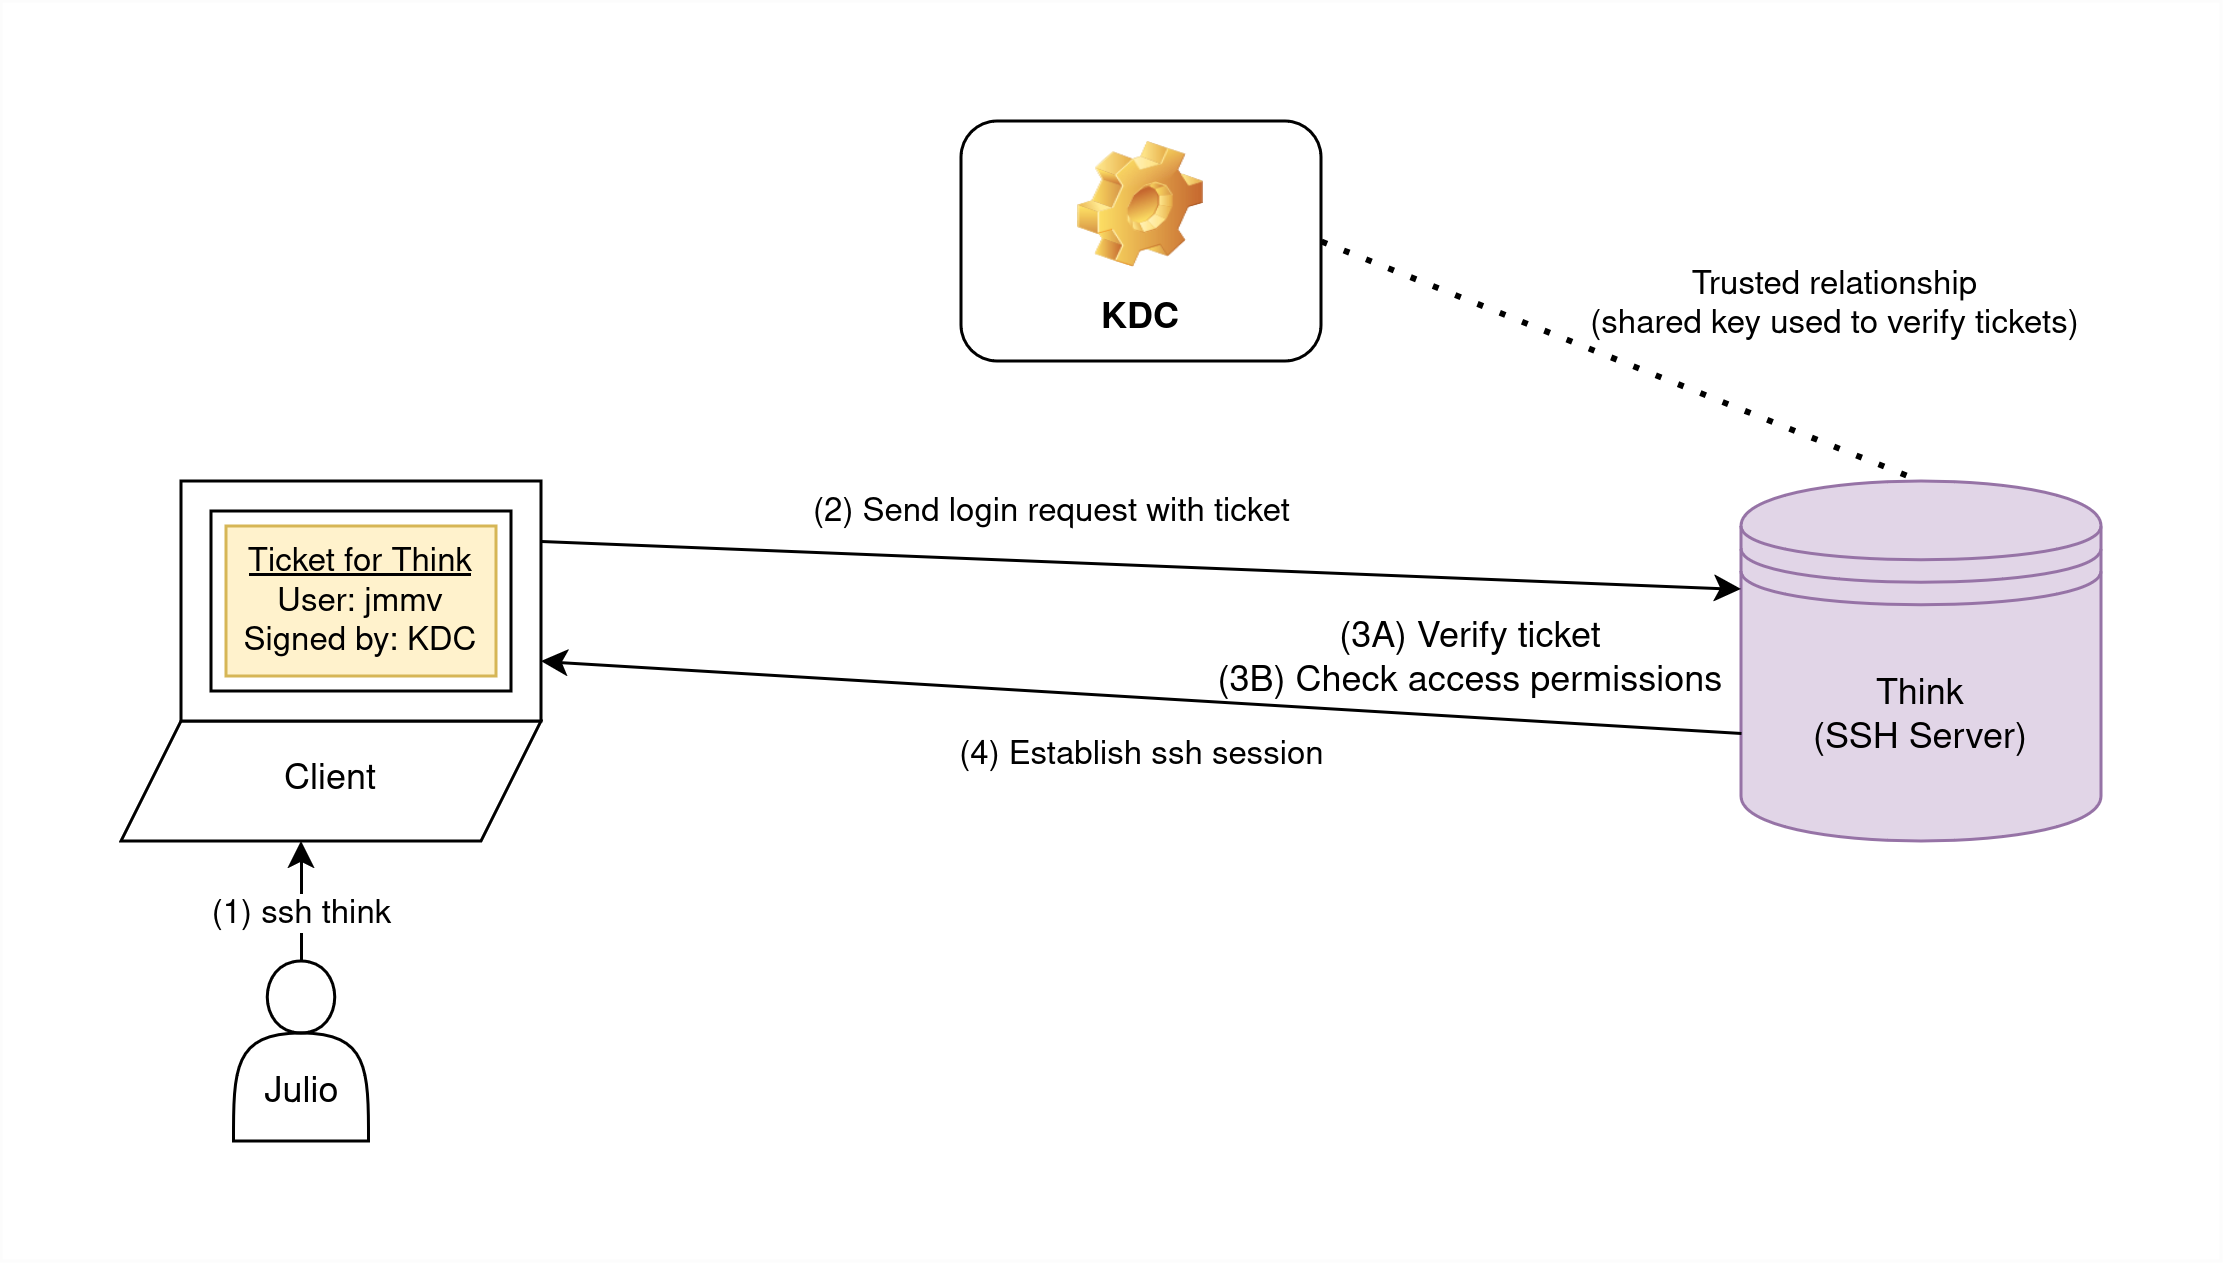 KDC
Trusted relationship
(shared key used to verify tickets)
(2) Send login request with ticket
Ticket for Think
User: jmmv
Signed by: KDC
(3A) Verify ticket
(3B) Check access permissions
Think
(SSH Server)
(4) Establish ssh session
Client
(1) ssh think
Julio